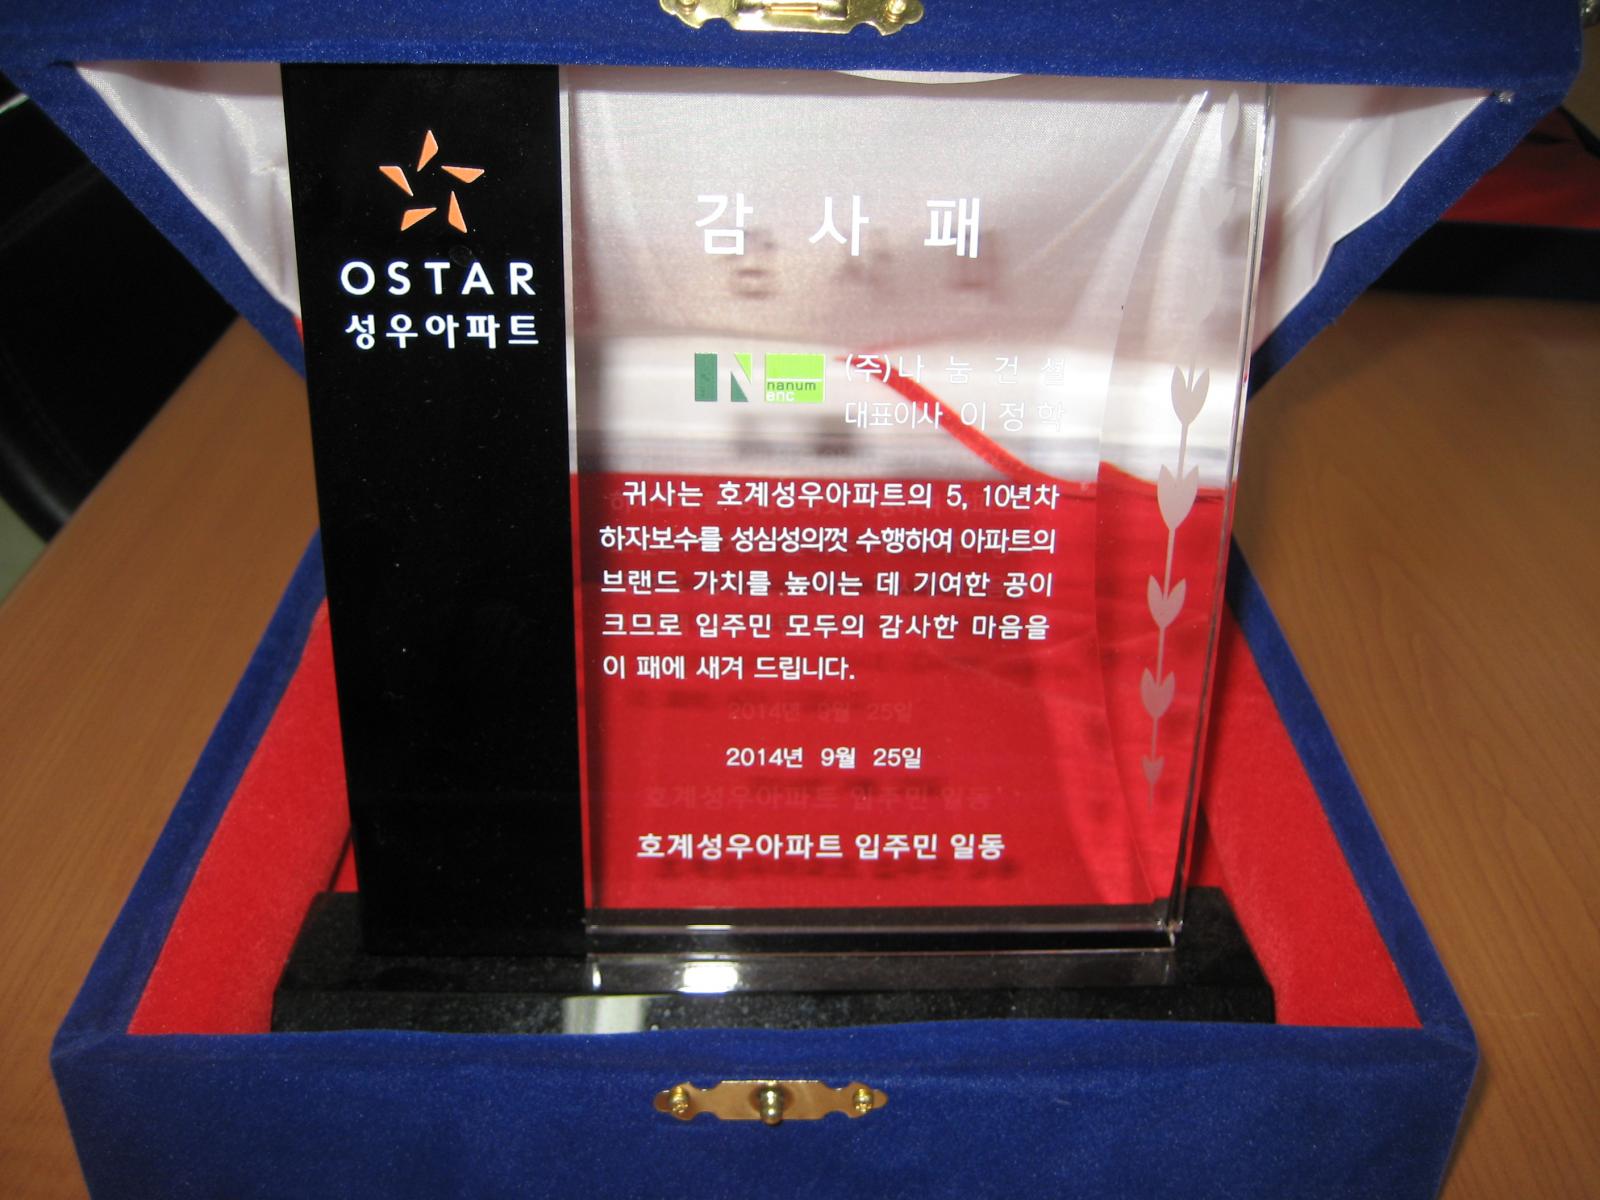 OSTAR
성우아파트
감 사 패
nanum
enc
(주)나 눔 건 설
대표이사 이 정 학
귀사는 호계성우아파트의 5, 10년차
하자보수를 성심성의껏 수행하여 아파트의
브랜드 가치를 높이는 데 기여한 공이
크므로 입주민 모두의 감사한 마음을
이 패에 새겨 드립니다.
2014년 9월 25일
호계성우아파트 입주민 일동